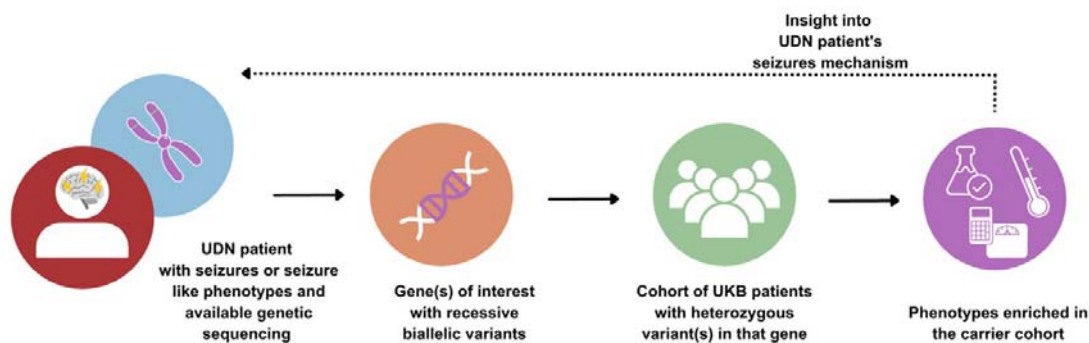 Insight into
UDN patient's
seizures mechanism
UDN patient
with seizures or seizure
like phenotypes and
available genetic
sequencing
Gene(s) of interest
with recessive
biallelic variants
Cohort of UKB patients
with heterozygous
variant(s) in that gene
Phenotypes enriched in
the carrier cohort